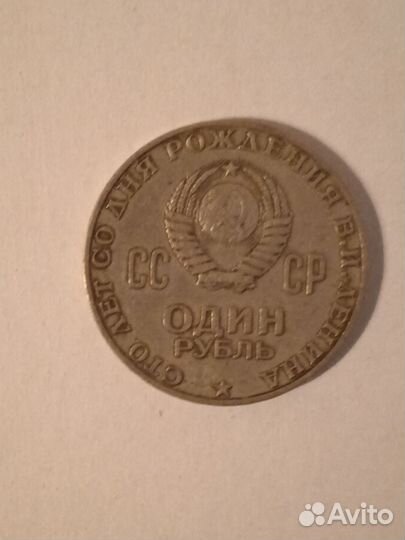 СТО ЛЕТ СО ДНЯ РОЖДЕНИЯ В.И.ЛЕНИНА
СС СР
ОДИН
РУБЛЬ
Avito